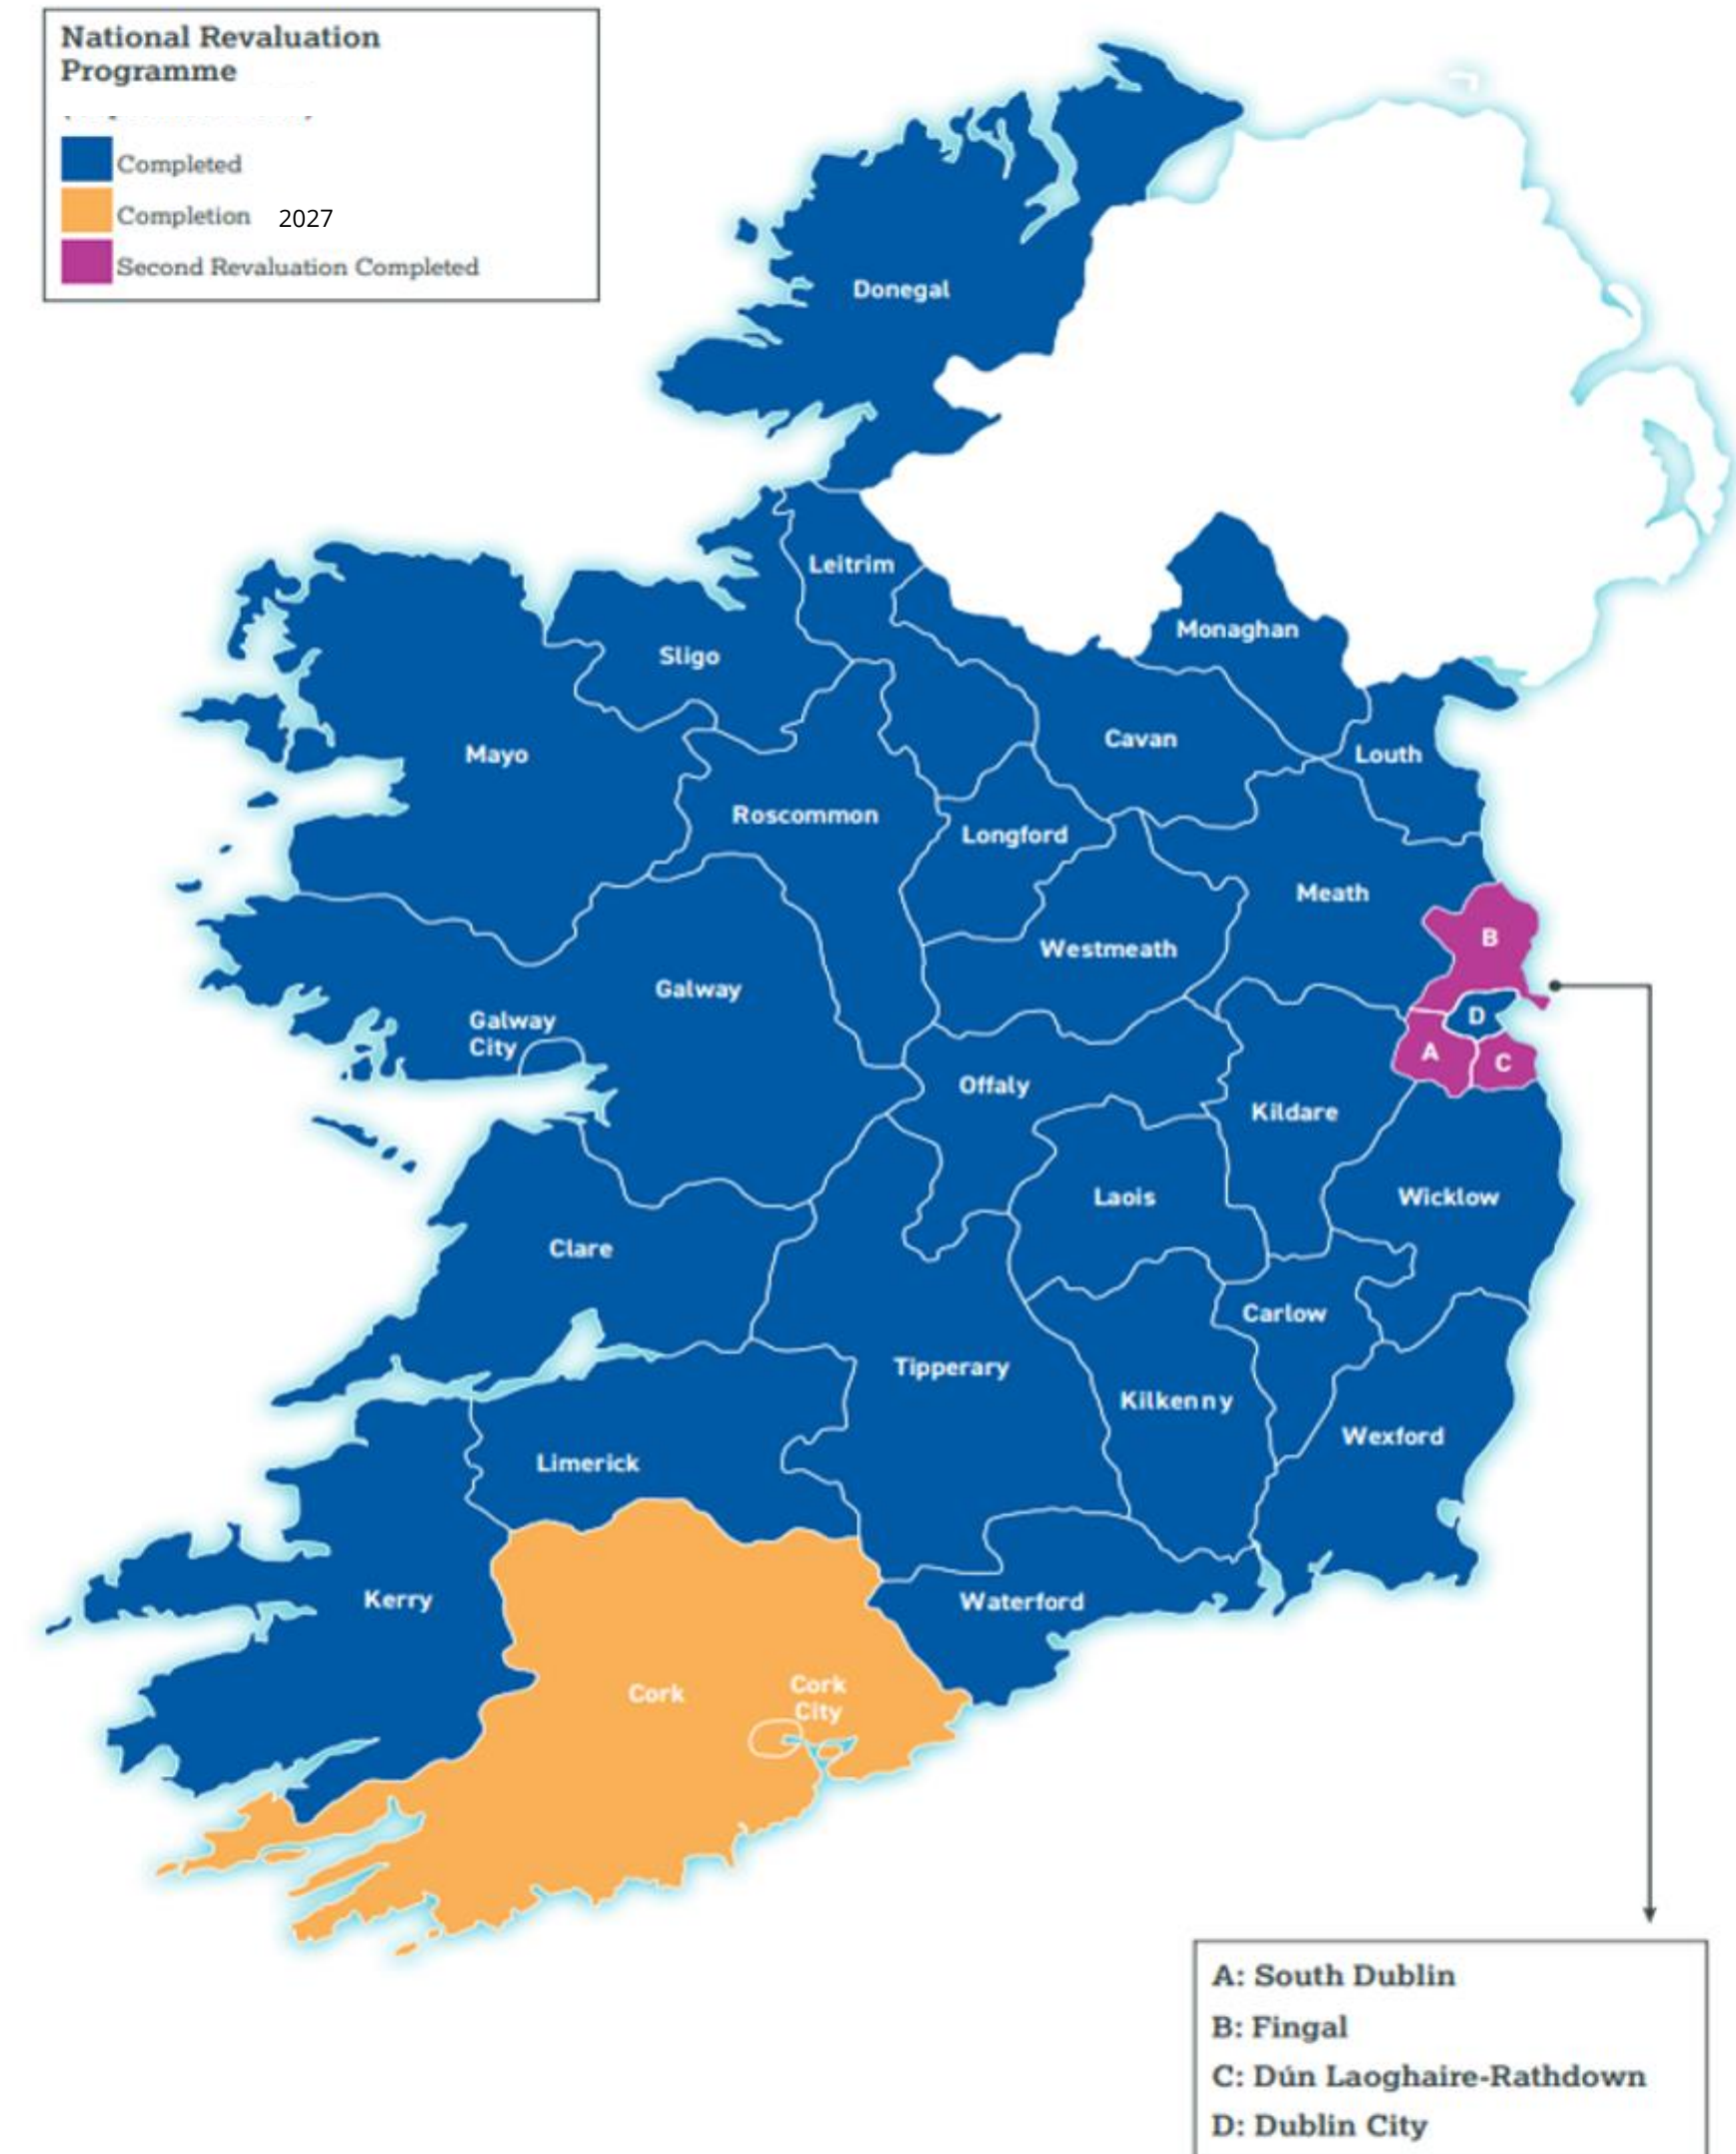 National Revaluation
Programme
Completed
Completion 2027
Second Revaluation Completed
Donegal
Leitrim
Monaghan
Sligo
Cavan
Louth
Mayo
Roscommon
Longford
Meath
B
Westmeath
Galway
D
Galway
City
A
C
Offaly
Kildare
Laois
Wicklow
Clare
Carlow
Tipperary
Kilkenny
Wexford
Limerick
Kerry
Waterford
Cork
Cork
City
A: South Dublin
B: Fingal
C: Dún Laoghaire-Rathdown
D: Dublin City